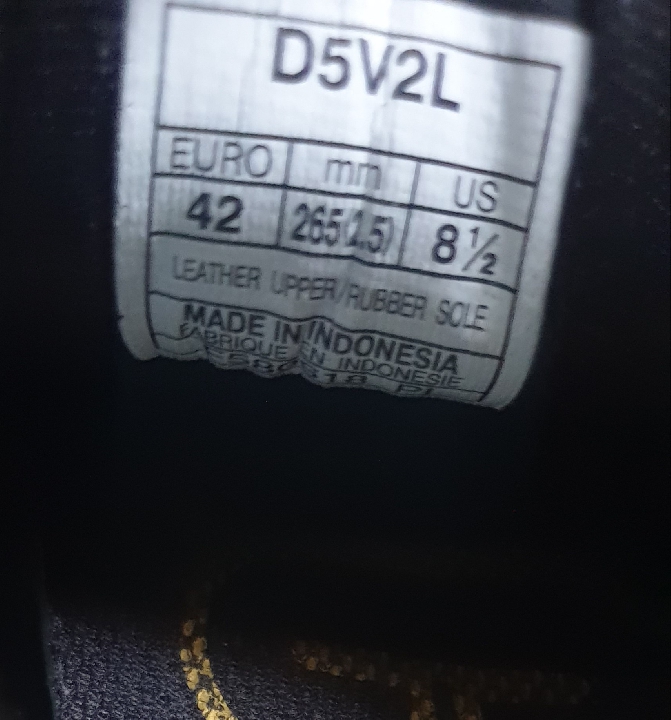 D5V2L
EURO mm US
42 265(2.5) 8½
LEATHER UPPER/RUBBER SOLE
MADE IN INDONESIA
FABRIQUE EN INDONESIE